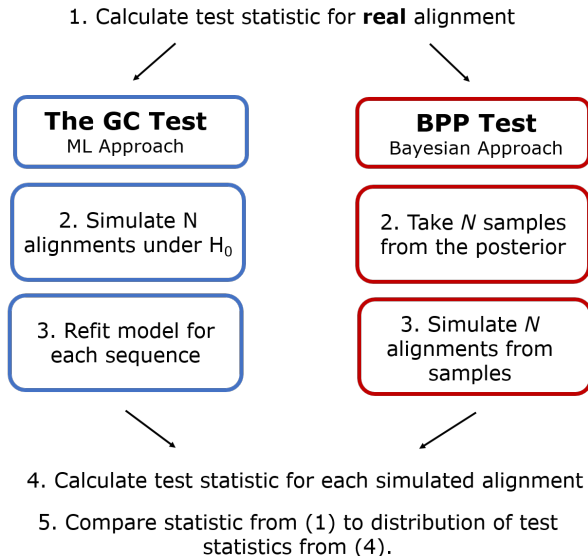 1. Calculate test statistic for real alignment
The GC Test
ML Approach
2. Simulate N
alignments under H₀
3. Refit model for
each sequence
BPP Test
Bayesian Approach
2. Take N samples
from the posterior
3. Simulate N
alignments from
samples
4. Calculate test statistic for each simulated alignment
5. Compare statistic from (1) to distribution of test
statistics from (4).